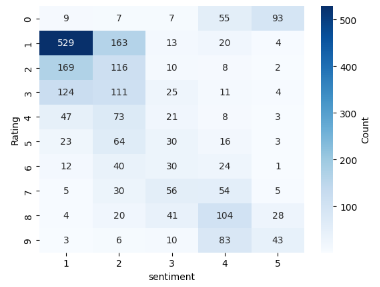 0 9 7 7 55 93
1 529 163 13 20 4
2 169 116 10 8 2
3 124 111 25 11 4
4 47 73 21 8 3
5 23 64 30 16 3
6 12 40 30 24 1
7 5 30 56 54 5
8 4 20 41 104 28
9 3 6 10 83 43
1 2 3 4 5
sentiment
Rating
500
400
300
200
100
Count